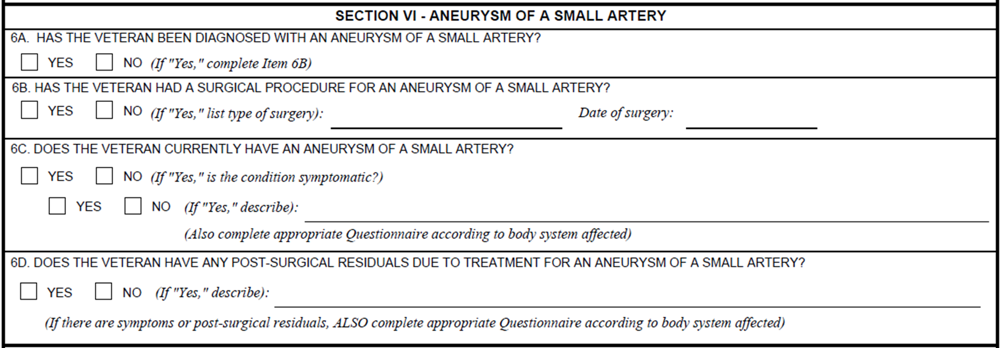 SECTION VI - ANEURYSM OF A SMALL ARTERY
6A. HAS THE VETERAN BEEN DIAGNOSED WITH AN ANEURYSM OF A SMALL ARTERY?
YES NO (If "Yes," complete Item 6B)
6B. HAS THE VETERAN HAD A SURGICAL PROCEDURE FOR AN ANEURYSM OF A SMALL ARTERY?
YES NO (If "Yes," list type of surgery): Date of surgery:
6C. DOES THE VETERAN CURRENTLY HAVE AN ANEURYSM OF A SMALL ARTERY?
YES NO (If "Yes," is the condition symptomatic?)
YES NO (If "Yes," describe):
(Also complete appropriate Questionnaire according to body system affected)
6D. DOES THE VETERAN HAVE ANY POST-SURGICAL RESIDUALS DUE TO TREATMENT FOR AN ANEURYSM OF A SMALL ARTERY?
YES NO (If "Yes," describe):
(If there are symptoms or post-surgical residuals, ALSO complete appropriate Questionnaire according to body system affected)